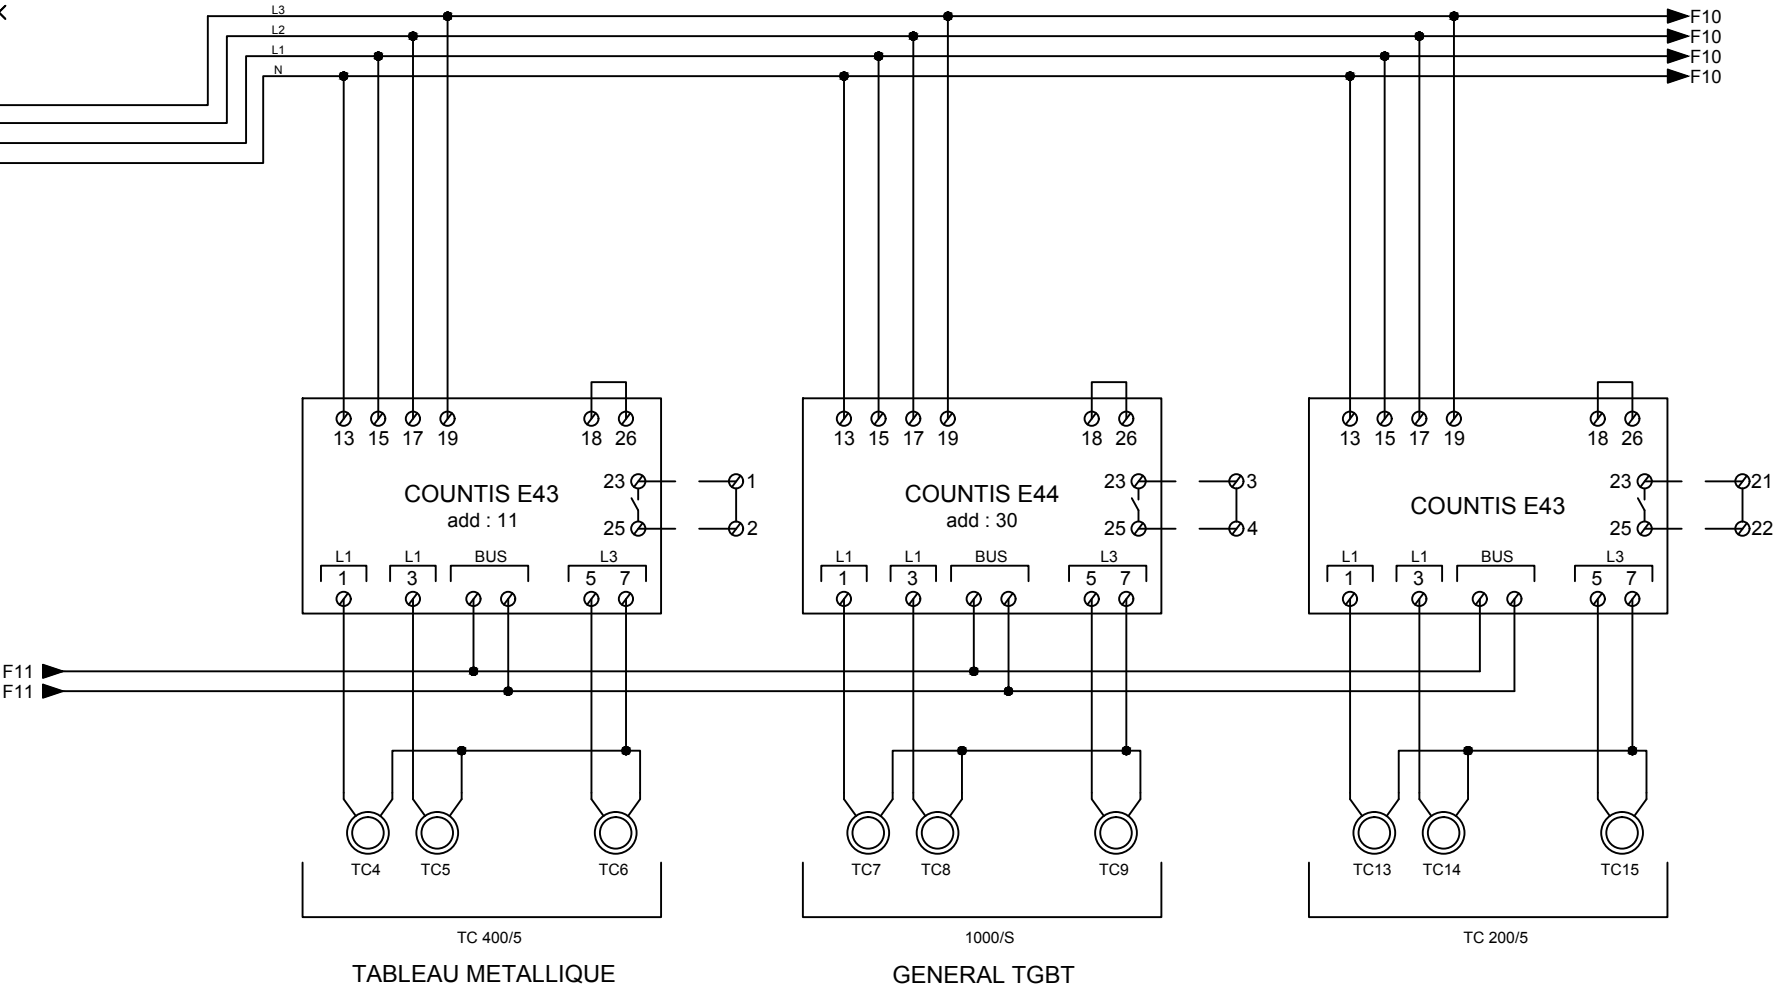 L3 F10
L2 F10
L1 F10
N F10
13 15 17 19 18 26
13 15 17 19 18 26
13 15 17 19 18 26
COUNTIS E43 23 1
add : 11 25 2
COUNTIS E44 23 3
add : 30 25 4
COUNTIS E43 23 21
25 22
L1 L1 BUS L3
1 3 5 7
L1 L1 BUS L3
1 3 5 7
L1 L1 BUS L3
1 3 5 7
F11
F11
TC4 TC5 TC6
TC7 TC8 TC9
TC13 TC14 TC15
TC 400/5
1000/S
TC 200/5
TABLEAU METALLIQUE
GENERAL TGBT